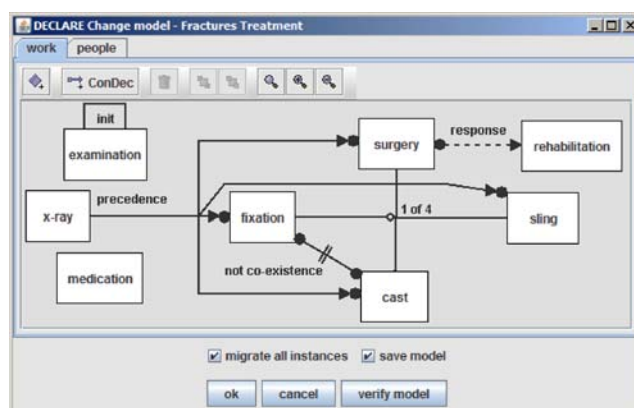 DECLARE Change model - Fractures Treatment
work people
ConDec
init
examination
surgery
response
rehabilitation
precedence
x-ray
fixation
1 of 4
sling
medication
not co-existence
cast
migrate all instances save model
ok cancel verify model